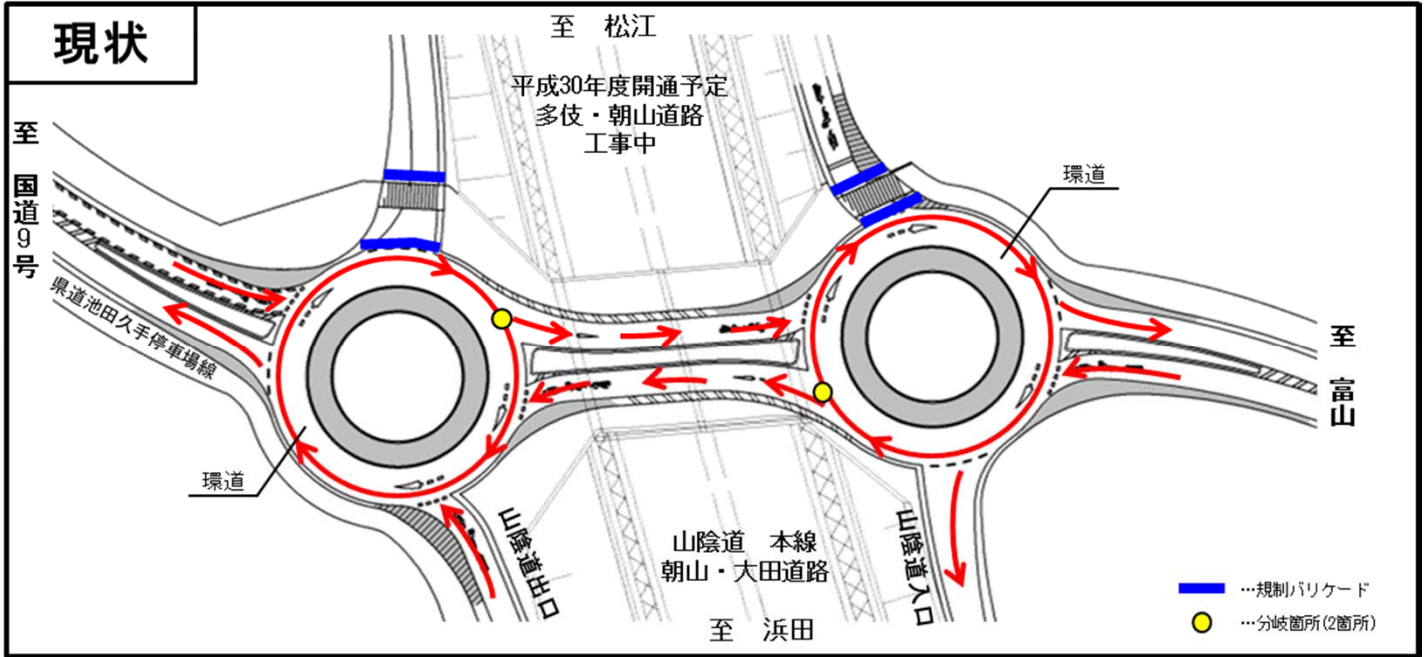 現状
至 松江
平成30年度開通予定
多伎・朝山道路
工事中
至 国道9号
県道池田久手停車場線
環道
環道
至 富山
山陰道出口
山陰道 本線
朝山・大田道路
山陰道入口
至 浜田
…規制バリケード
…分岐箇所(2箇所)